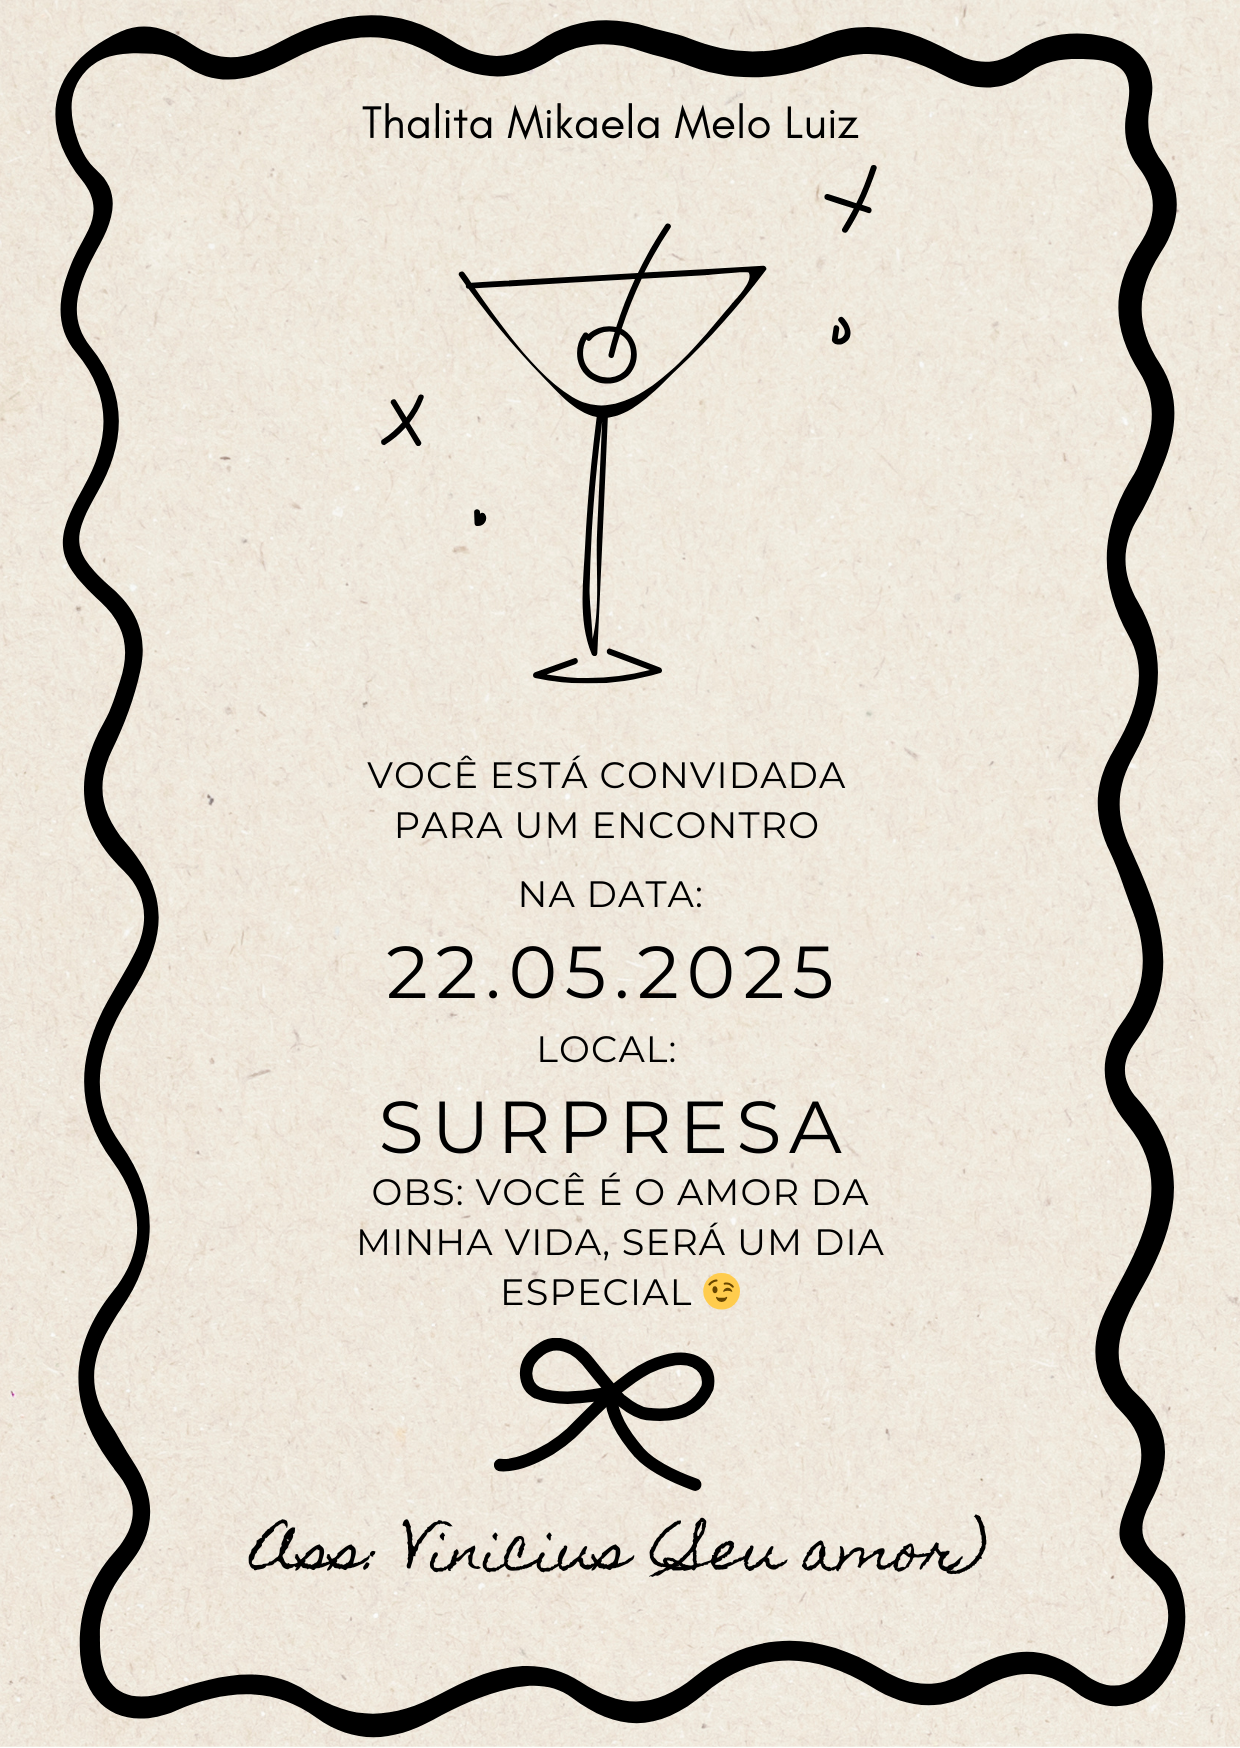 Thalita Mikaela Melo Luiz
VOCÊ ESTÁ CONVIDADA
PARA UM ENCONTRO
NA DATA:
22.05.2025
LOCAL:
SURPRESA
OBS: VOCÊ É O AMOR DA
MINHA VIDA, SERÁ UM DIA
ESPECIAL 😉
Ass: Vinicius (Seu amor)